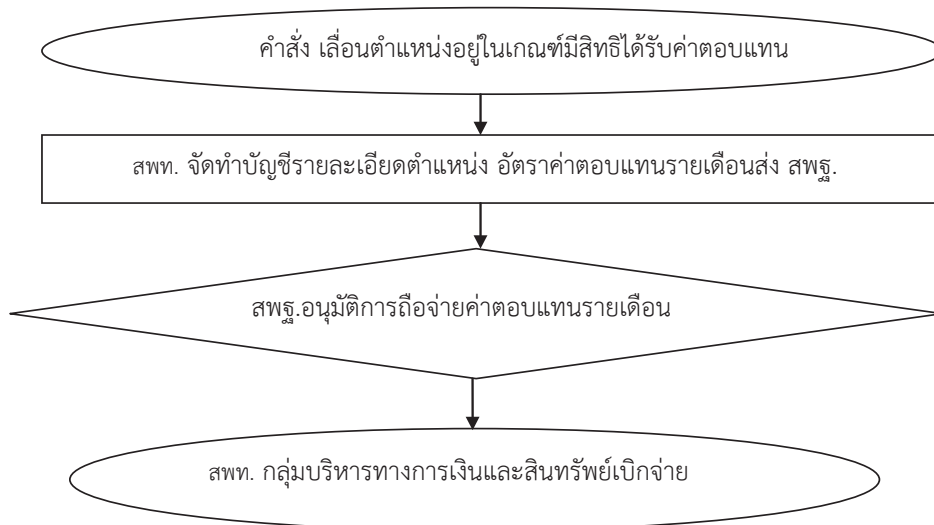 คำสั่ง เลื่อนตำแหน่งอยู่ในเกณฑ์มีสิทธิได้รับค่าตอบแทน
สพท. จัดทำบัญชีรายละเอียดตำแหน่ง อัตราค่าตอบแทนรายเดือนส่ง สพฐ.
สพฐ.อนุมัติการถือจ่ายค่าตอบแทนรายเดือน
สพท. กลุ่มบริหารทางการเงินและสินทรัพย์เบิกจ่าย